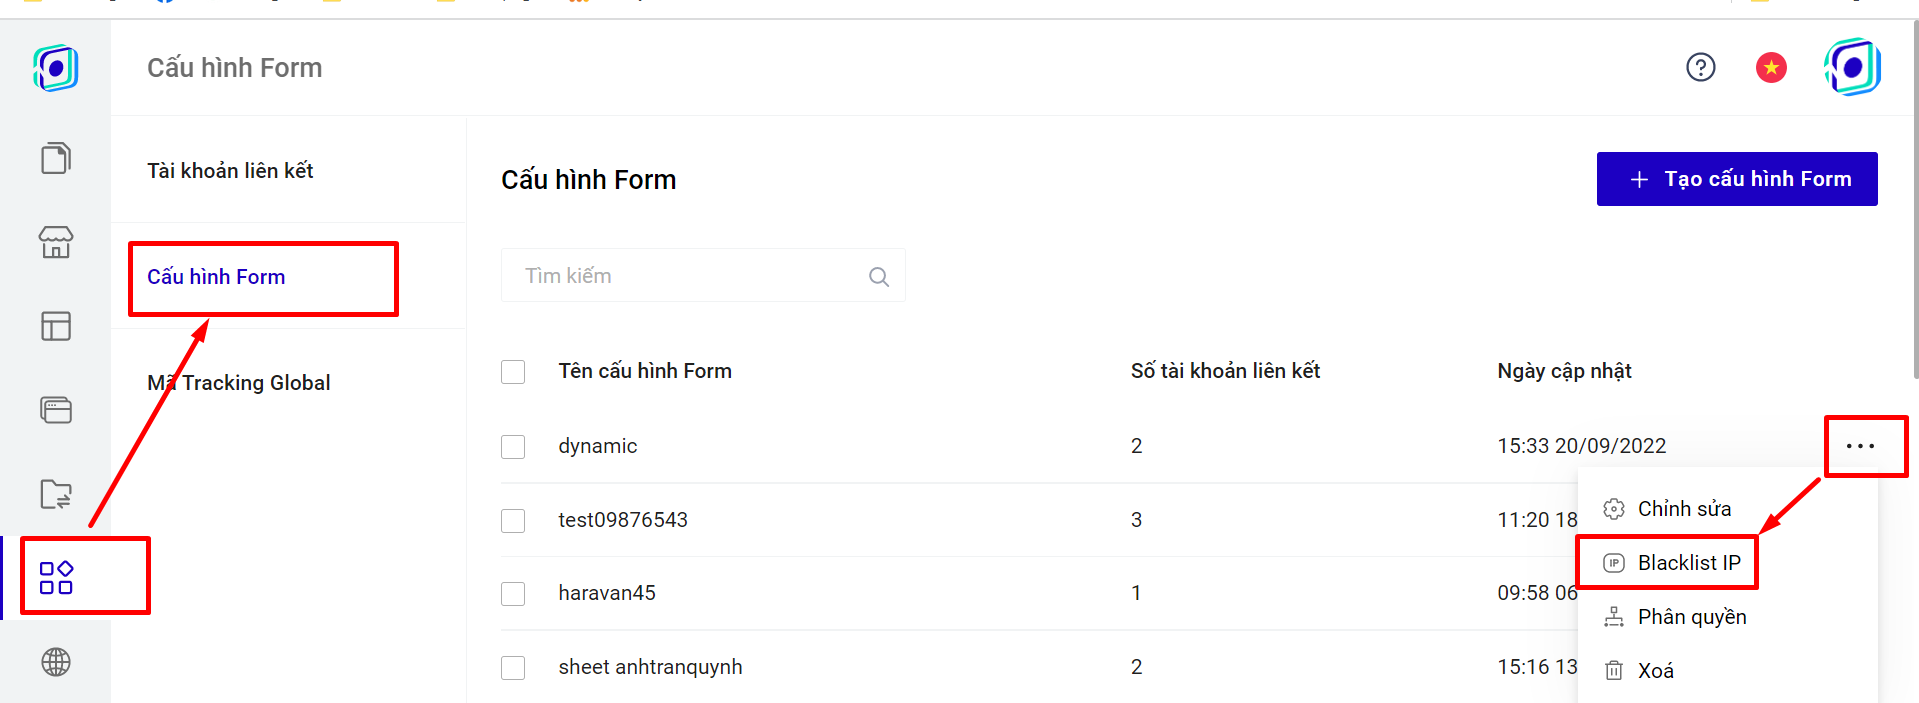 Cấu hình Form
Tài khoản liên kết
Cấu hình Form
Mã Tracking Global
Cấu hình Form
Tạo cấu hình Form
Tìm kiếm
Tên cấu hình Form Số tài khoản liên kết Ngày cập nhật
dynamic 2 15:33 20/09/2022
test09876543 3 11:20 18
haravan45 1 09:58 06
sheet anhtranquynh 2 15:16 13
Chỉnh sửa
IP Blacklist IP
Phân quyền
Xoá